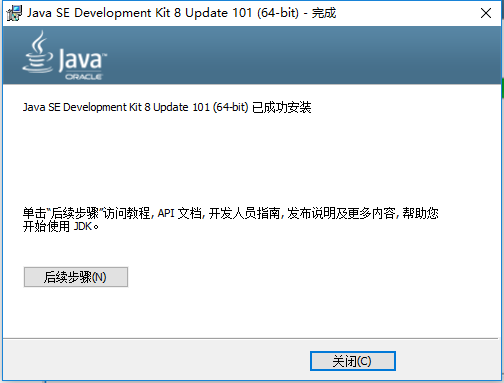 Java SE Development Kit 8 Update 101 (64-bit) - 完成
Java™
ORACLE
Java SE Development Kit 8 Update 101 (64-bit) 已成功安装
单击“后续步骤”访问教程, API 文档, 开发人员指南, 发布说明及更多内容, 帮助您
开始使用 JDK。
后续步骤(N)
关闭(C)